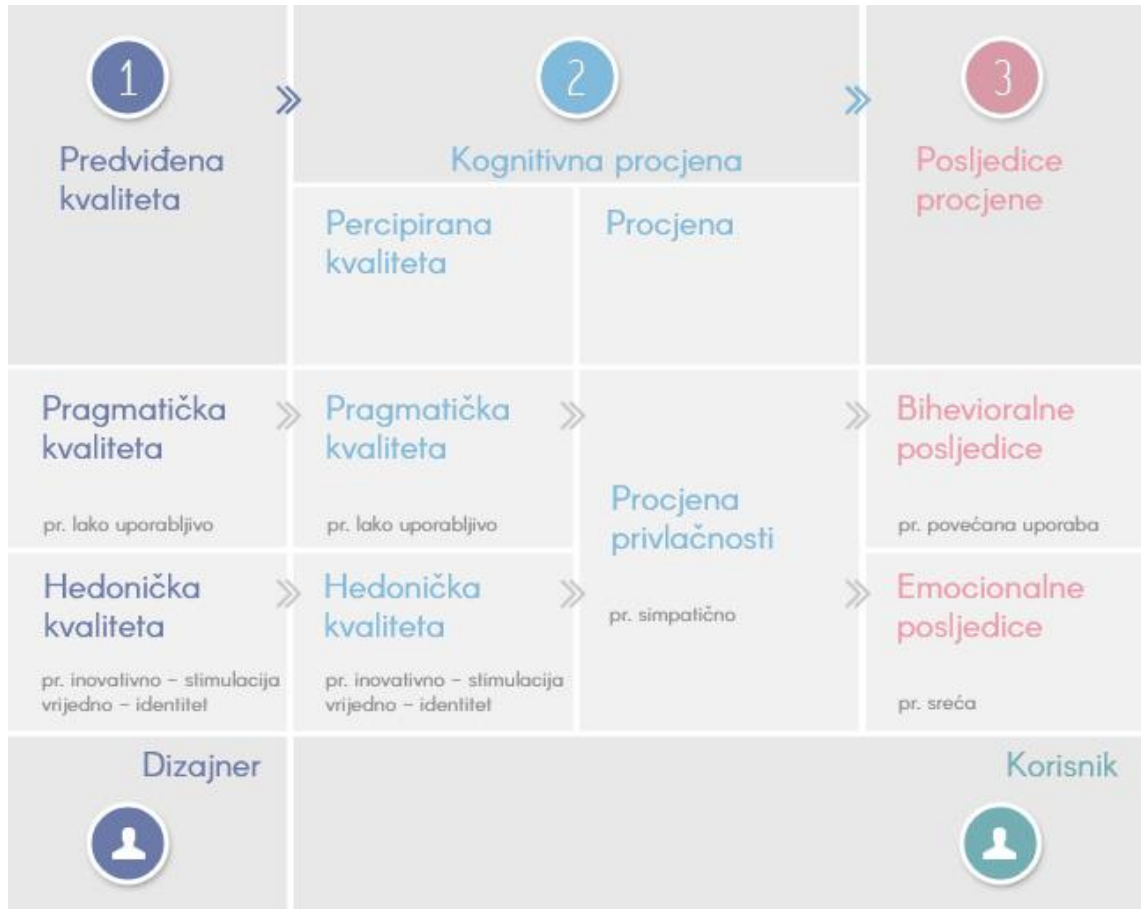 1
2
3
Predviđena
kvaliteta
Kognitivna procjena
Posljedice
procjene
Percipirana
kvaliteta
Procjena
Pragmatička
kvaliteta
pr. lako uporabljivo
Pragmatička
kvaliteta
pr. lako uporabljivo
Procjena
privlačnosti
pr. simpatično
Bihevioralne
posljedice
pr. povećana uporaba
Hedonička
kvaliteta
pr. inovativno – stimulacija
vrijedno – identitet
Hedonička
kvaliteta
pr. inovativno – stimulacija
vrijedno – identitet
Emocionalne
posljedice
pr. sreća
Dizajner
Korisnik